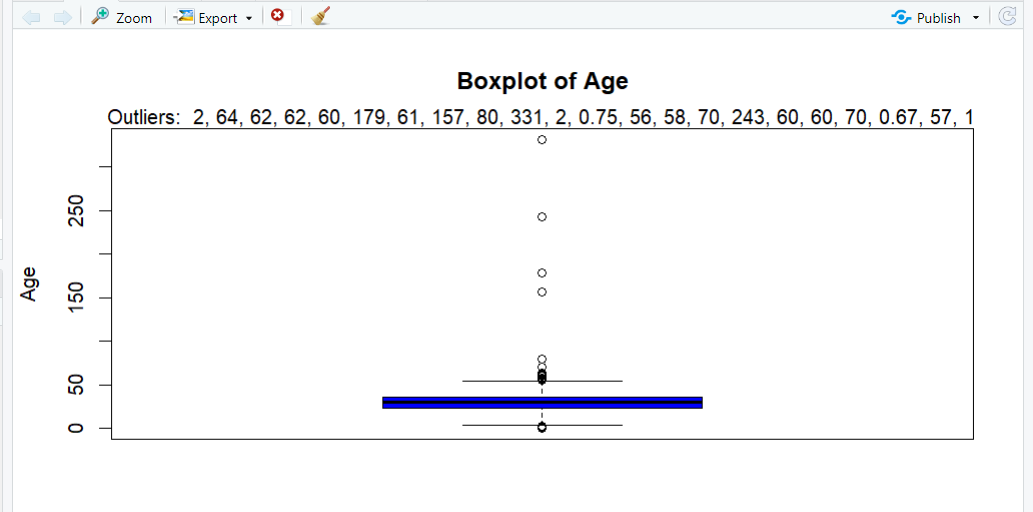 Zoom Export Publish
Boxplot of Age
Outliers: 2, 64, 62, 62, 60, 179, 61, 157, 80, 331, 2, 0.75, 56, 58, 70, 243, 60, 60, 70, 0.67, 57, 1
Age
250
150
50
0